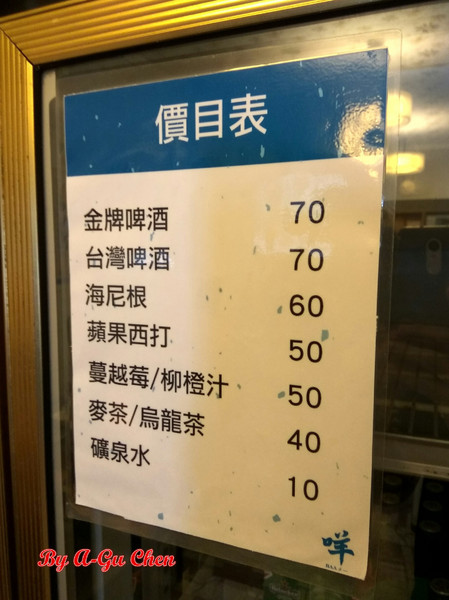 價目表
金牌啤酒 70
台灣啤酒 70
海尼根 60
蘋果西打 50
蔓越莓/柳橙汁 50
麥茶/烏龍茶 40
礦泉水 10
咩
By A-Gu Chen